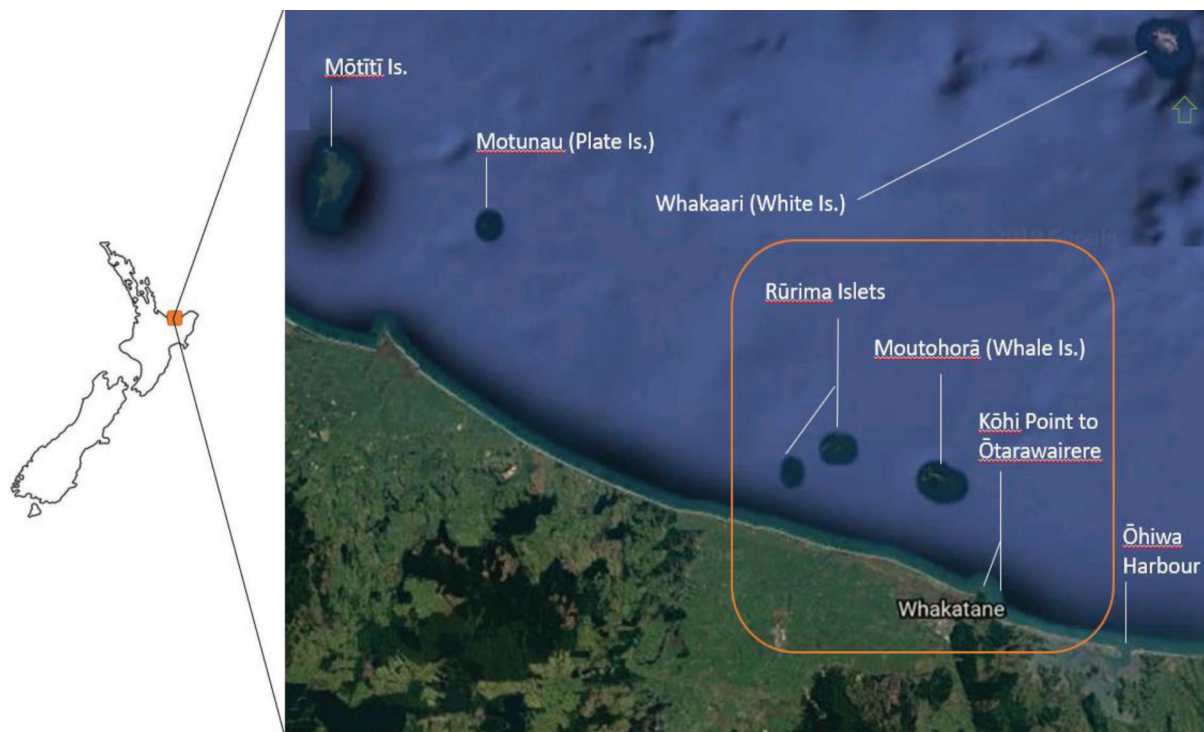 Mōtītī Is.
Motunau (Plate Is.)
Whakaari (White Is.)
Rūrima Islets
Moutohorā (Whale Is.)
Kōhi Point to
Ōtarawairere
Ōhiwa
Harbour
Whakatane